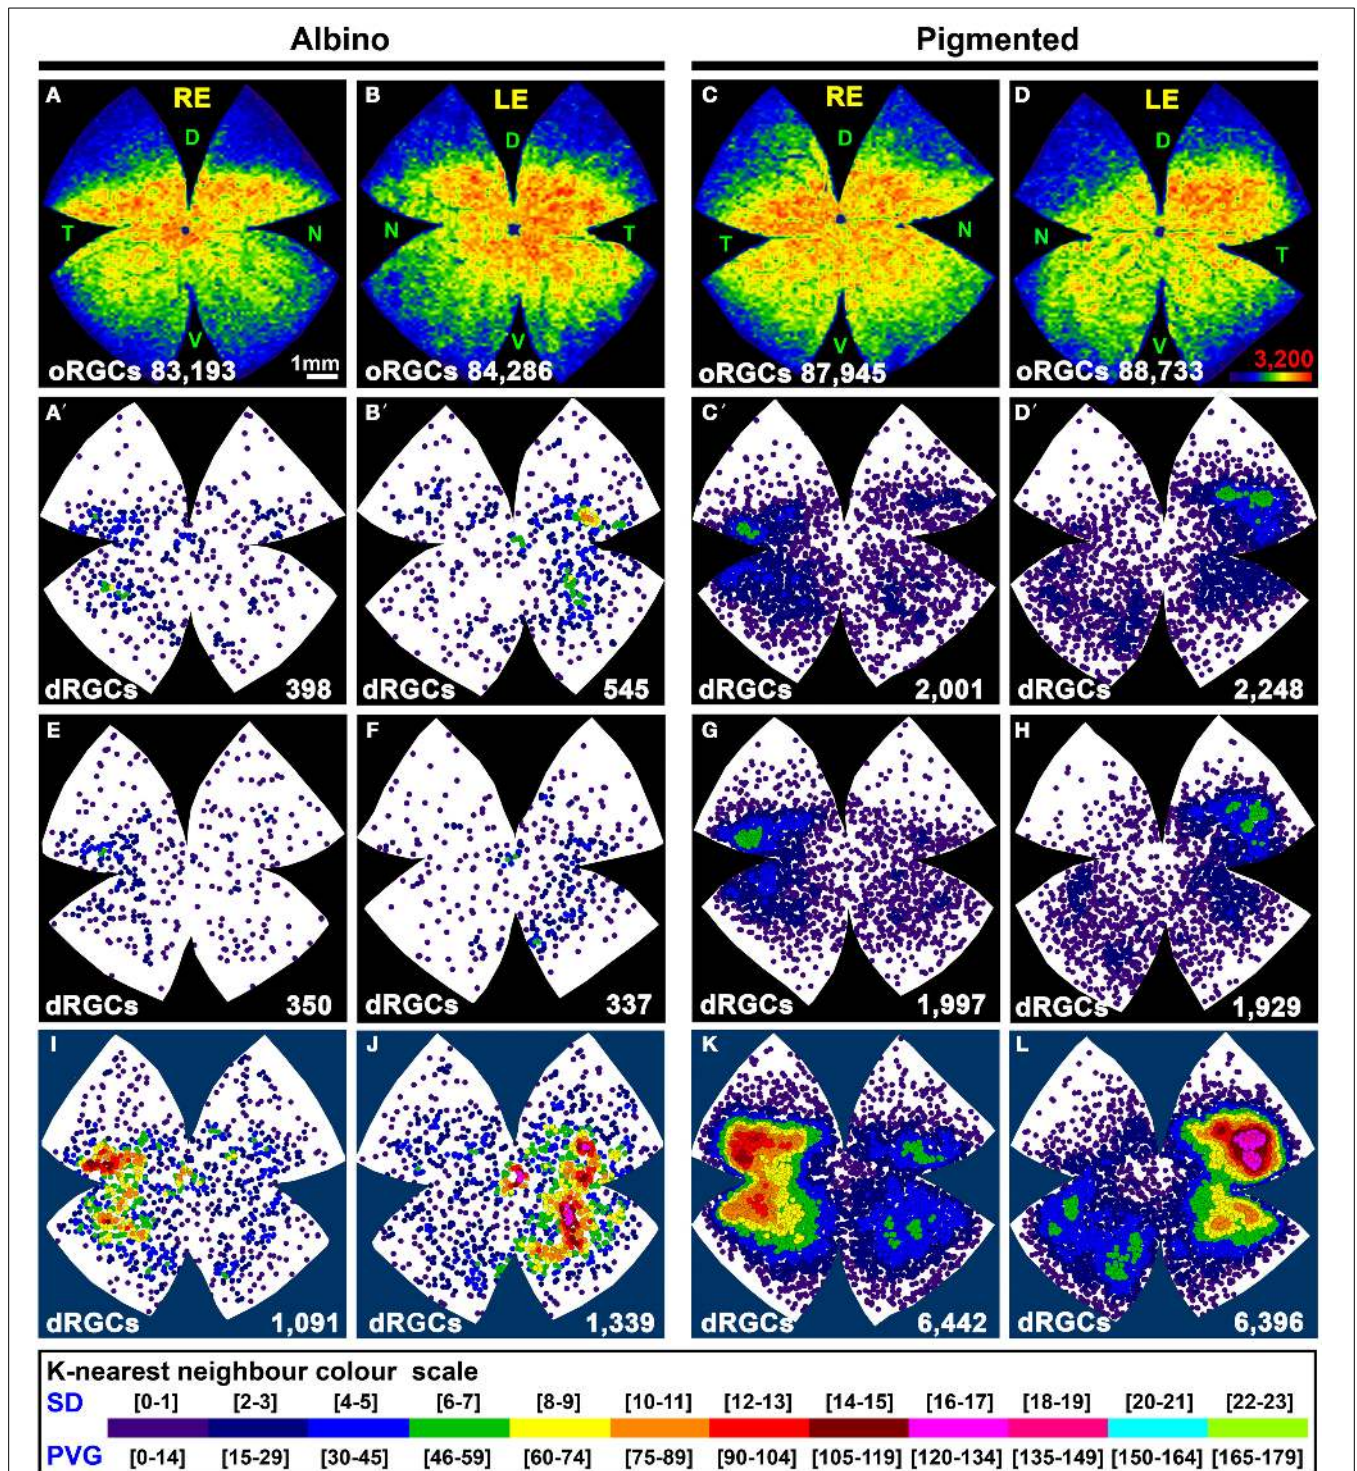 Albino Pigmented
A RE D T N V 1mm oRGCs 83,193
B LE D N T V oRGCs 84,286
C RE D T N V oRGCs 87,945
D LE D N T V 3,200 oRGCs 88,733
A′ dRGCs 398
B′ dRGCs 545
C′ dRGCs 2,001
D′ dRGCs 2,248
E dRGCs 350
F dRGCs 337
G dRGCs 1,997
H dRGCs 1,929
I dRGCs 1,091
J dRGCs 1,339
K dRGCs 6,442
L dRGCs 6,396
K-nearest neighbour colour scale
SD [0-1] [2-3] [4-5] [6-7] [8-9] [10-11] [12-13] [14-15] [16-17] [18-19] [20-21] [22-23]
PVG [0-14] [15-29] [30-45] [46-59] [60-74] [75-89] [90-104] [105-119] [120-134] [135-149] [150-164] [165-179]